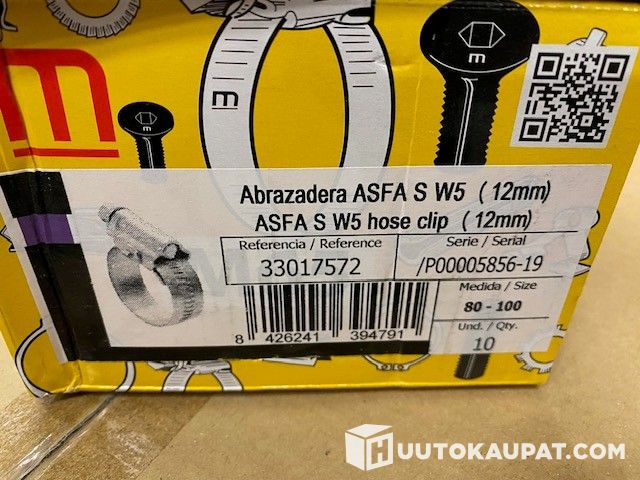 m
m
m
m
Abrazadera ASFA S W5 (12mm)
ASFA S W5 hose clip (12mm)
Referencia / Reference
33017572
Serie / Serial
/P00005856-19
Medida / Size
80 - 100
Und. / Qty.
10
8 426241 394791
HUUTOKAUPAT.COM